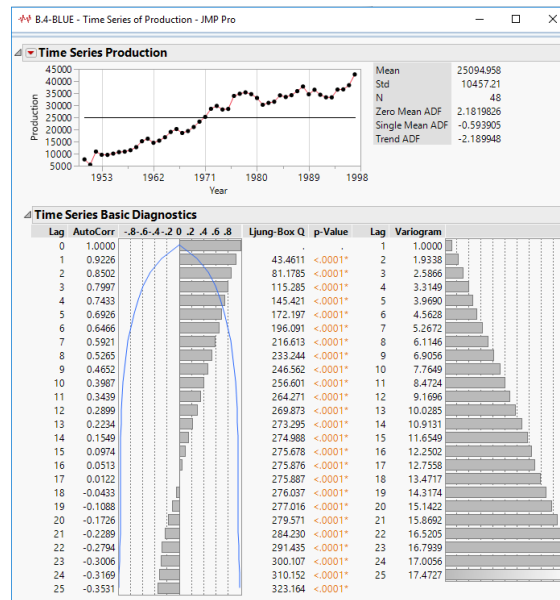 B.4-BLUE - Time Series of Production - JMP Pro
Time Series Production
45000
40000
35000
30000
25000
20000
15000
10000
5000
Production
1953 1962 1971 1980 1989 1998
Year
Mean 25094.958
Std 10457.21
N 48
Zero Mean ADF 2.1819826
Single Mean ADF -0.593905
Trend ADF -2.189948
Time Series Basic Diagnostics
Lag AutoCorr -.8-.6-.4-.2 0 .2 .4 .6 .8 Ljung-Box Q p-Value Lag Variogram
0 1.0000 . . 1 1.0000
1 0.9226 43.4611 <.0001* 2 1.9338
2 0.8502 81.1785 <.0001* 3 2.5866
3 0.7997 115.285 <.0001* 4 3.3149
4 0.7433 145.421 <.0001* 5 3.9690
5 0.6926 172.197 <.0001* 6 4.5628
6 0.6466 196.091 <.0001* 7 5.2672
7 0.5921 216.613 <.0001* 8 6.1146
8 0.5265 233.244 <.0001* 9 6.9056
9 0.4652 246.562 <.0001* 10 7.7649
10 0.3987 256.601 <.0001* 11 8.4724
11 0.3439 264.271 <.0001* 12 9.1696
12 0.2899 269.873 <.0001* 13 10.0285
13 0.2234 273.295 <.0001* 14 10.9131
14 0.1549 274.988 <.0001* 15 11.6549
15 0.0974 275.678 <.0001* 16 12.2502
16 0.0513 275.876 <.0001* 17 12.7558
17 0.0122 275.887 <.0001* 18 13.4717
18 -0.0433 276.037 <.0001* 19 14.3174
19 -0.1088 277.016 <.0001* 20 15.1422
20 -0.1726 279.571 <.0001* 21 15.8692
21 -0.2289 284.230 <.0001* 22 16.5205
22 -0.2794 291.435 <.0001* 23 16.7939
23 -0.3006 300.107 <.0001* 24 17.0056
24 -0.3169 310.152 <.0001* 25 17.4727
25 -0.3531 323.164 <.0001*